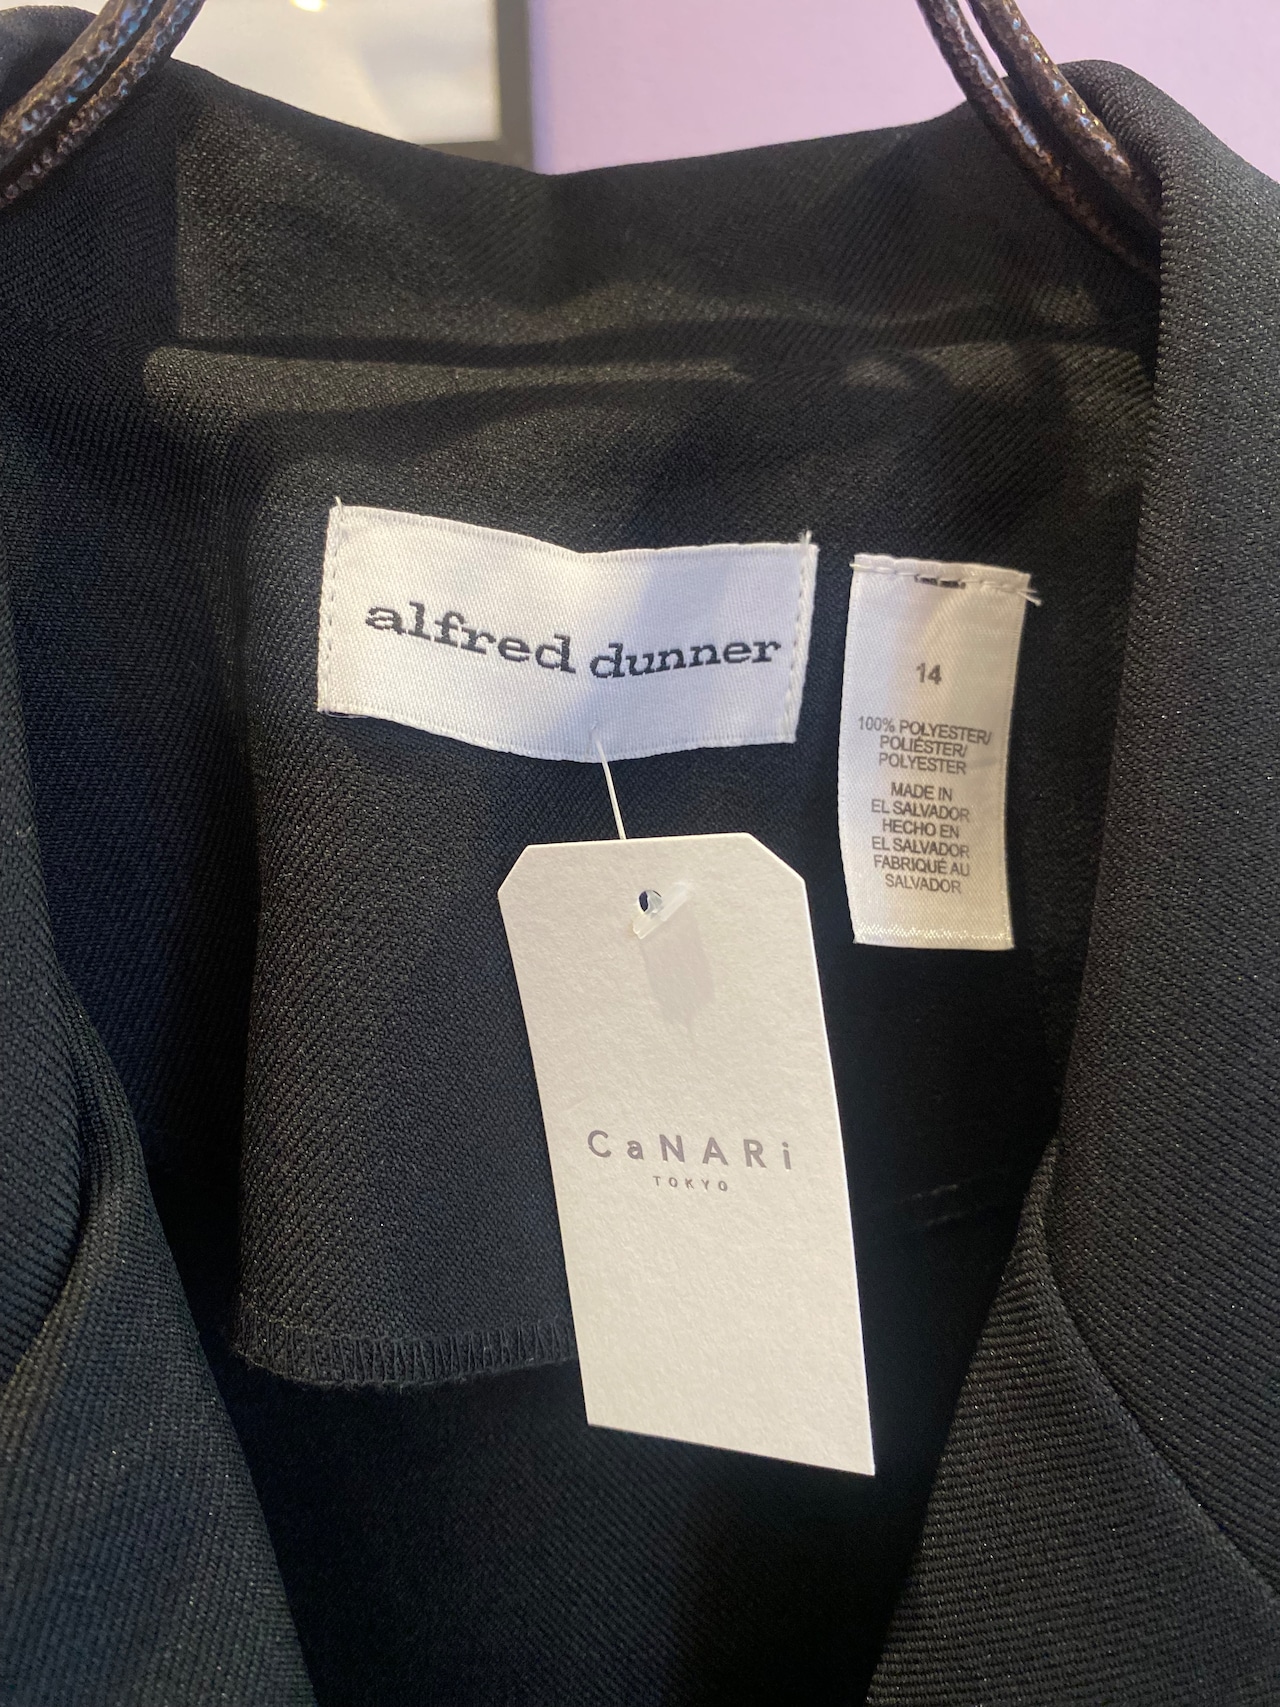 alfred dunner
14
100% POLYESTER/
POLIÉSTER/
POLYESTER
MADE IN
EL SALVADOR
HECHO EN
EL SALVADOR
FABRIQUÉ AU
SALVADOR
CaNARi
TOKYO